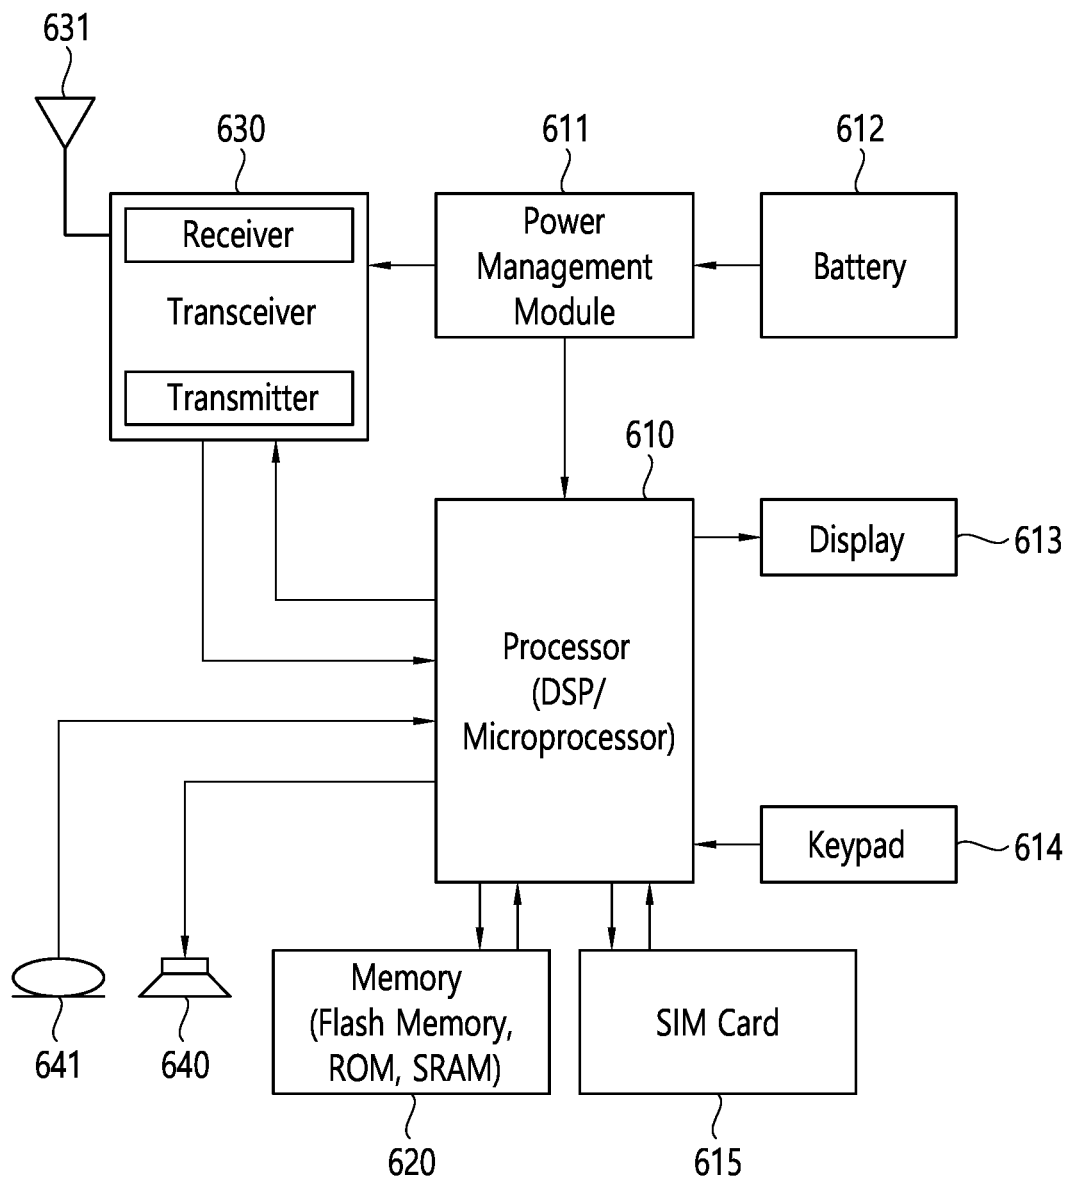 631
630
611
612
Receiver
Transceiver
Transmitter
Power
Management
Module
Battery
610
Display
613
Processor
(DSP/
Microprocessor)
Keypad
614
Memory
(Flash Memory,
ROM, SRAM)
SIM Card
641
640
620
615